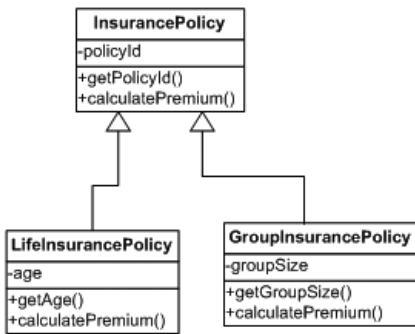 InsurancePolicy
-policyId
+getPolicyId()
+calculatePremium()
LifeInsurancePolicy
-age
+getAge()
+calculatePremium()
GroupInsurancePolicy
-groupSize
+getGroupSize()
+calculatePremium()